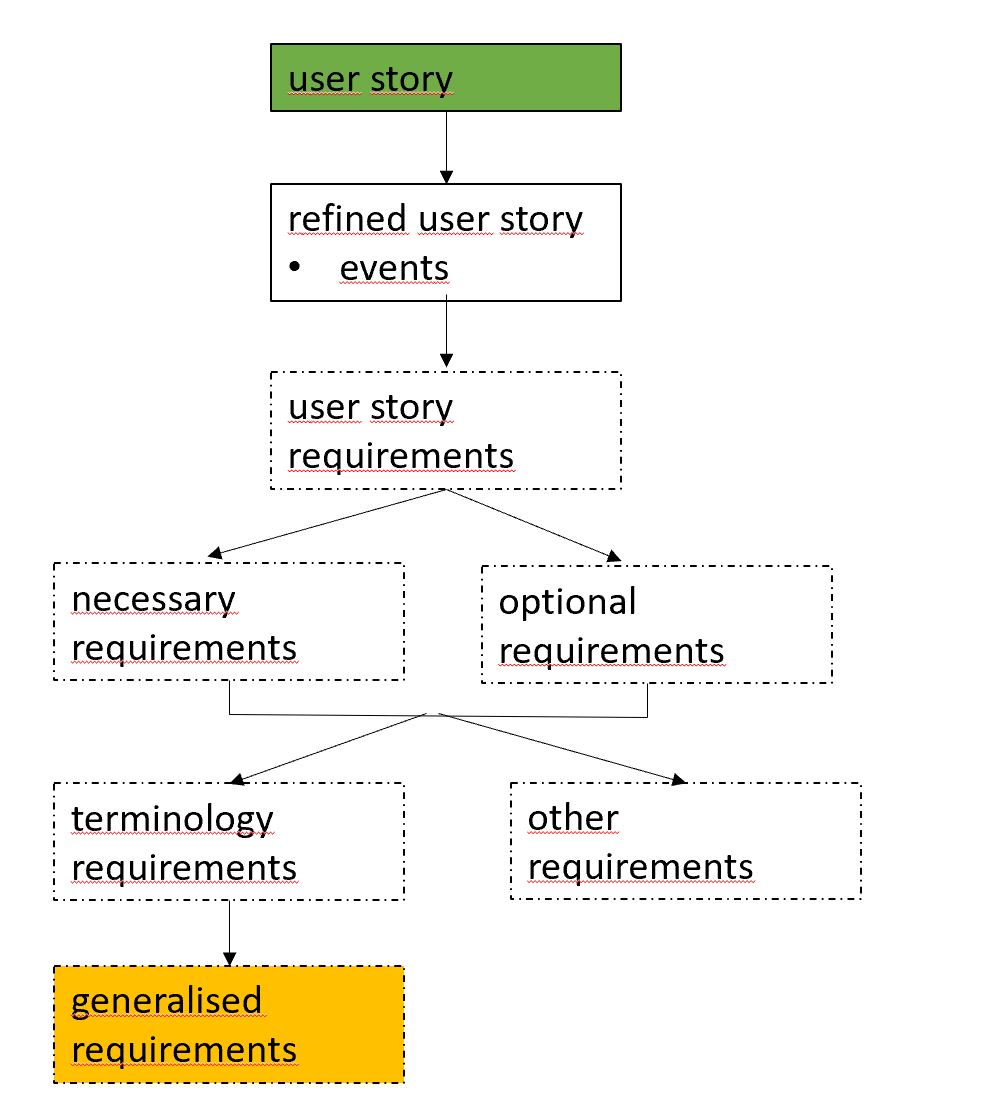 user story
refined user story
• events
user story
requirements
necessary
requirements
optional
requirements
terminology
requirements
other
requirements
generalised
requirements